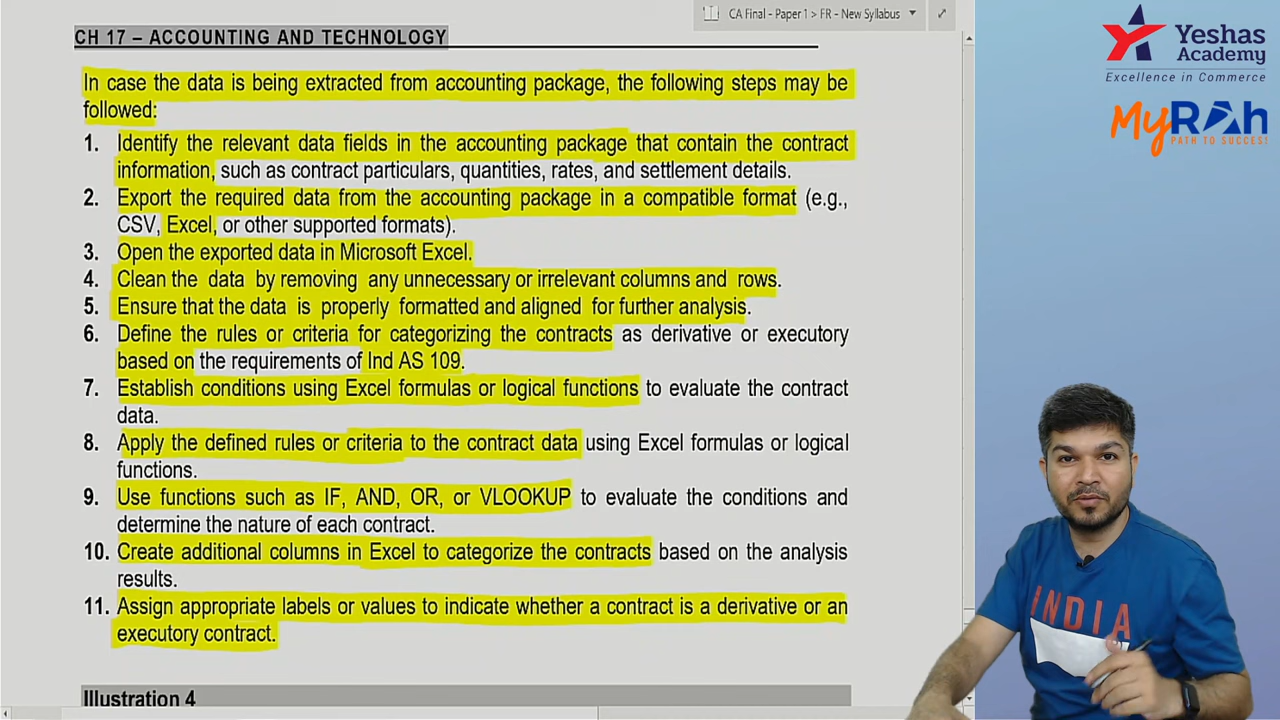 CA Final - Paper 1 > FR - New Syllabus
CH 17 – ACCOUNTING AND TECHNOLOGY
In case the data is being extracted from accounting package, the following steps may be
followed:
1. Identify the relevant data fields in the accounting package that contain the contract
information, such as contract particulars, quantities, rates, and settlement details.
2. Export the required data from the accounting package in a compatible format (e.g.,
CSV, Excel, or other supported formats).
3. Open the exported data in Microsoft Excel.
4. Clean the data by removing any unnecessary or irrelevant columns and rows.
5. Ensure that the data is properly formatted and aligned for further analysis.
6. Define the rules or criteria for categorizing the contracts as derivative or executory
based on the requirements of Ind AS 109.
7. Establish conditions using Excel formulas or logical functions to evaluate the contract
data.
8. Apply the defined rules or criteria to the contract data using Excel formulas or logical
functions.
9. Use functions such as IF, AND, OR, or VLOOKUP to evaluate the conditions and
determine the nature of each contract.
10. Create additional columns in Excel to categorize the contracts based on the analysis
results.
11. Assign appropriate labels or values to indicate whether a contract is a derivative or an
executory contract.
Illustration 4
Yeshas
Academy
Excellence in Commerce
MyRAh
PATH TO SUCCESS!
INDIA